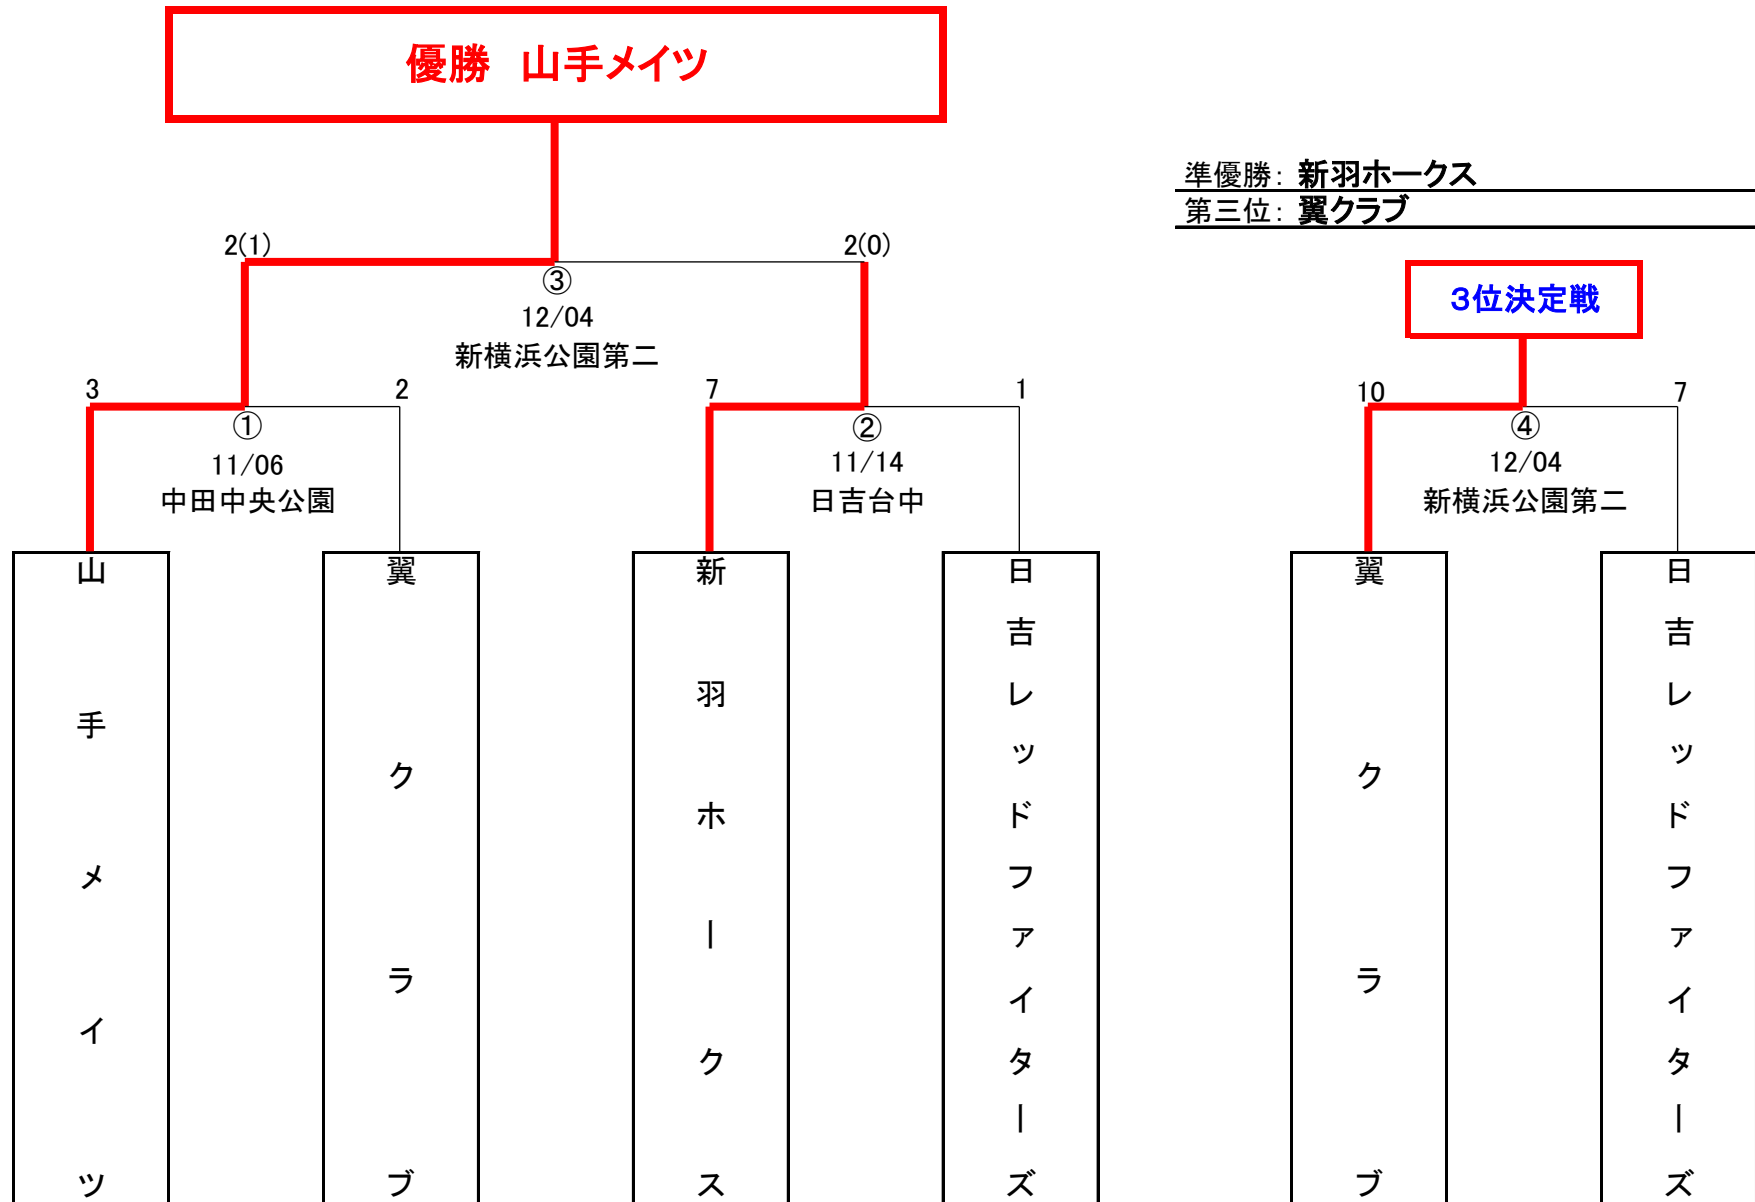 優勝　山手メイツ
準優勝: 新羽ホークス
第三位: 翼クラブ
2(1)
2(0)
③
12/04
新横浜公園第二
3位決定戦
3
2
①
11/06
中田中央公園
7
1
②
11/14
日吉台中
10
7
④
12/04
新横浜公園第二
山手メイツ
翼クラブ
新羽ホークス
日吉レッドファイターズ
翼クラブ
日吉レッドファイターズ